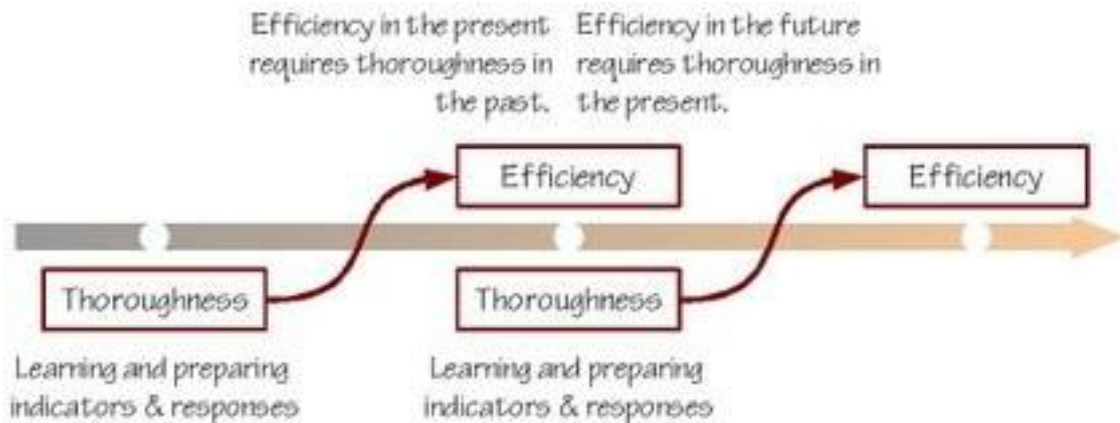 Efficiency in the present
requires thoroughness in
the past.
Efficiency in the future
requires thoroughness in
the present.
Efficiency
Efficiency
Thoroughness
Thoroughness
Learning and preparing
indicators & responses
Learning and preparing
indicators & responses